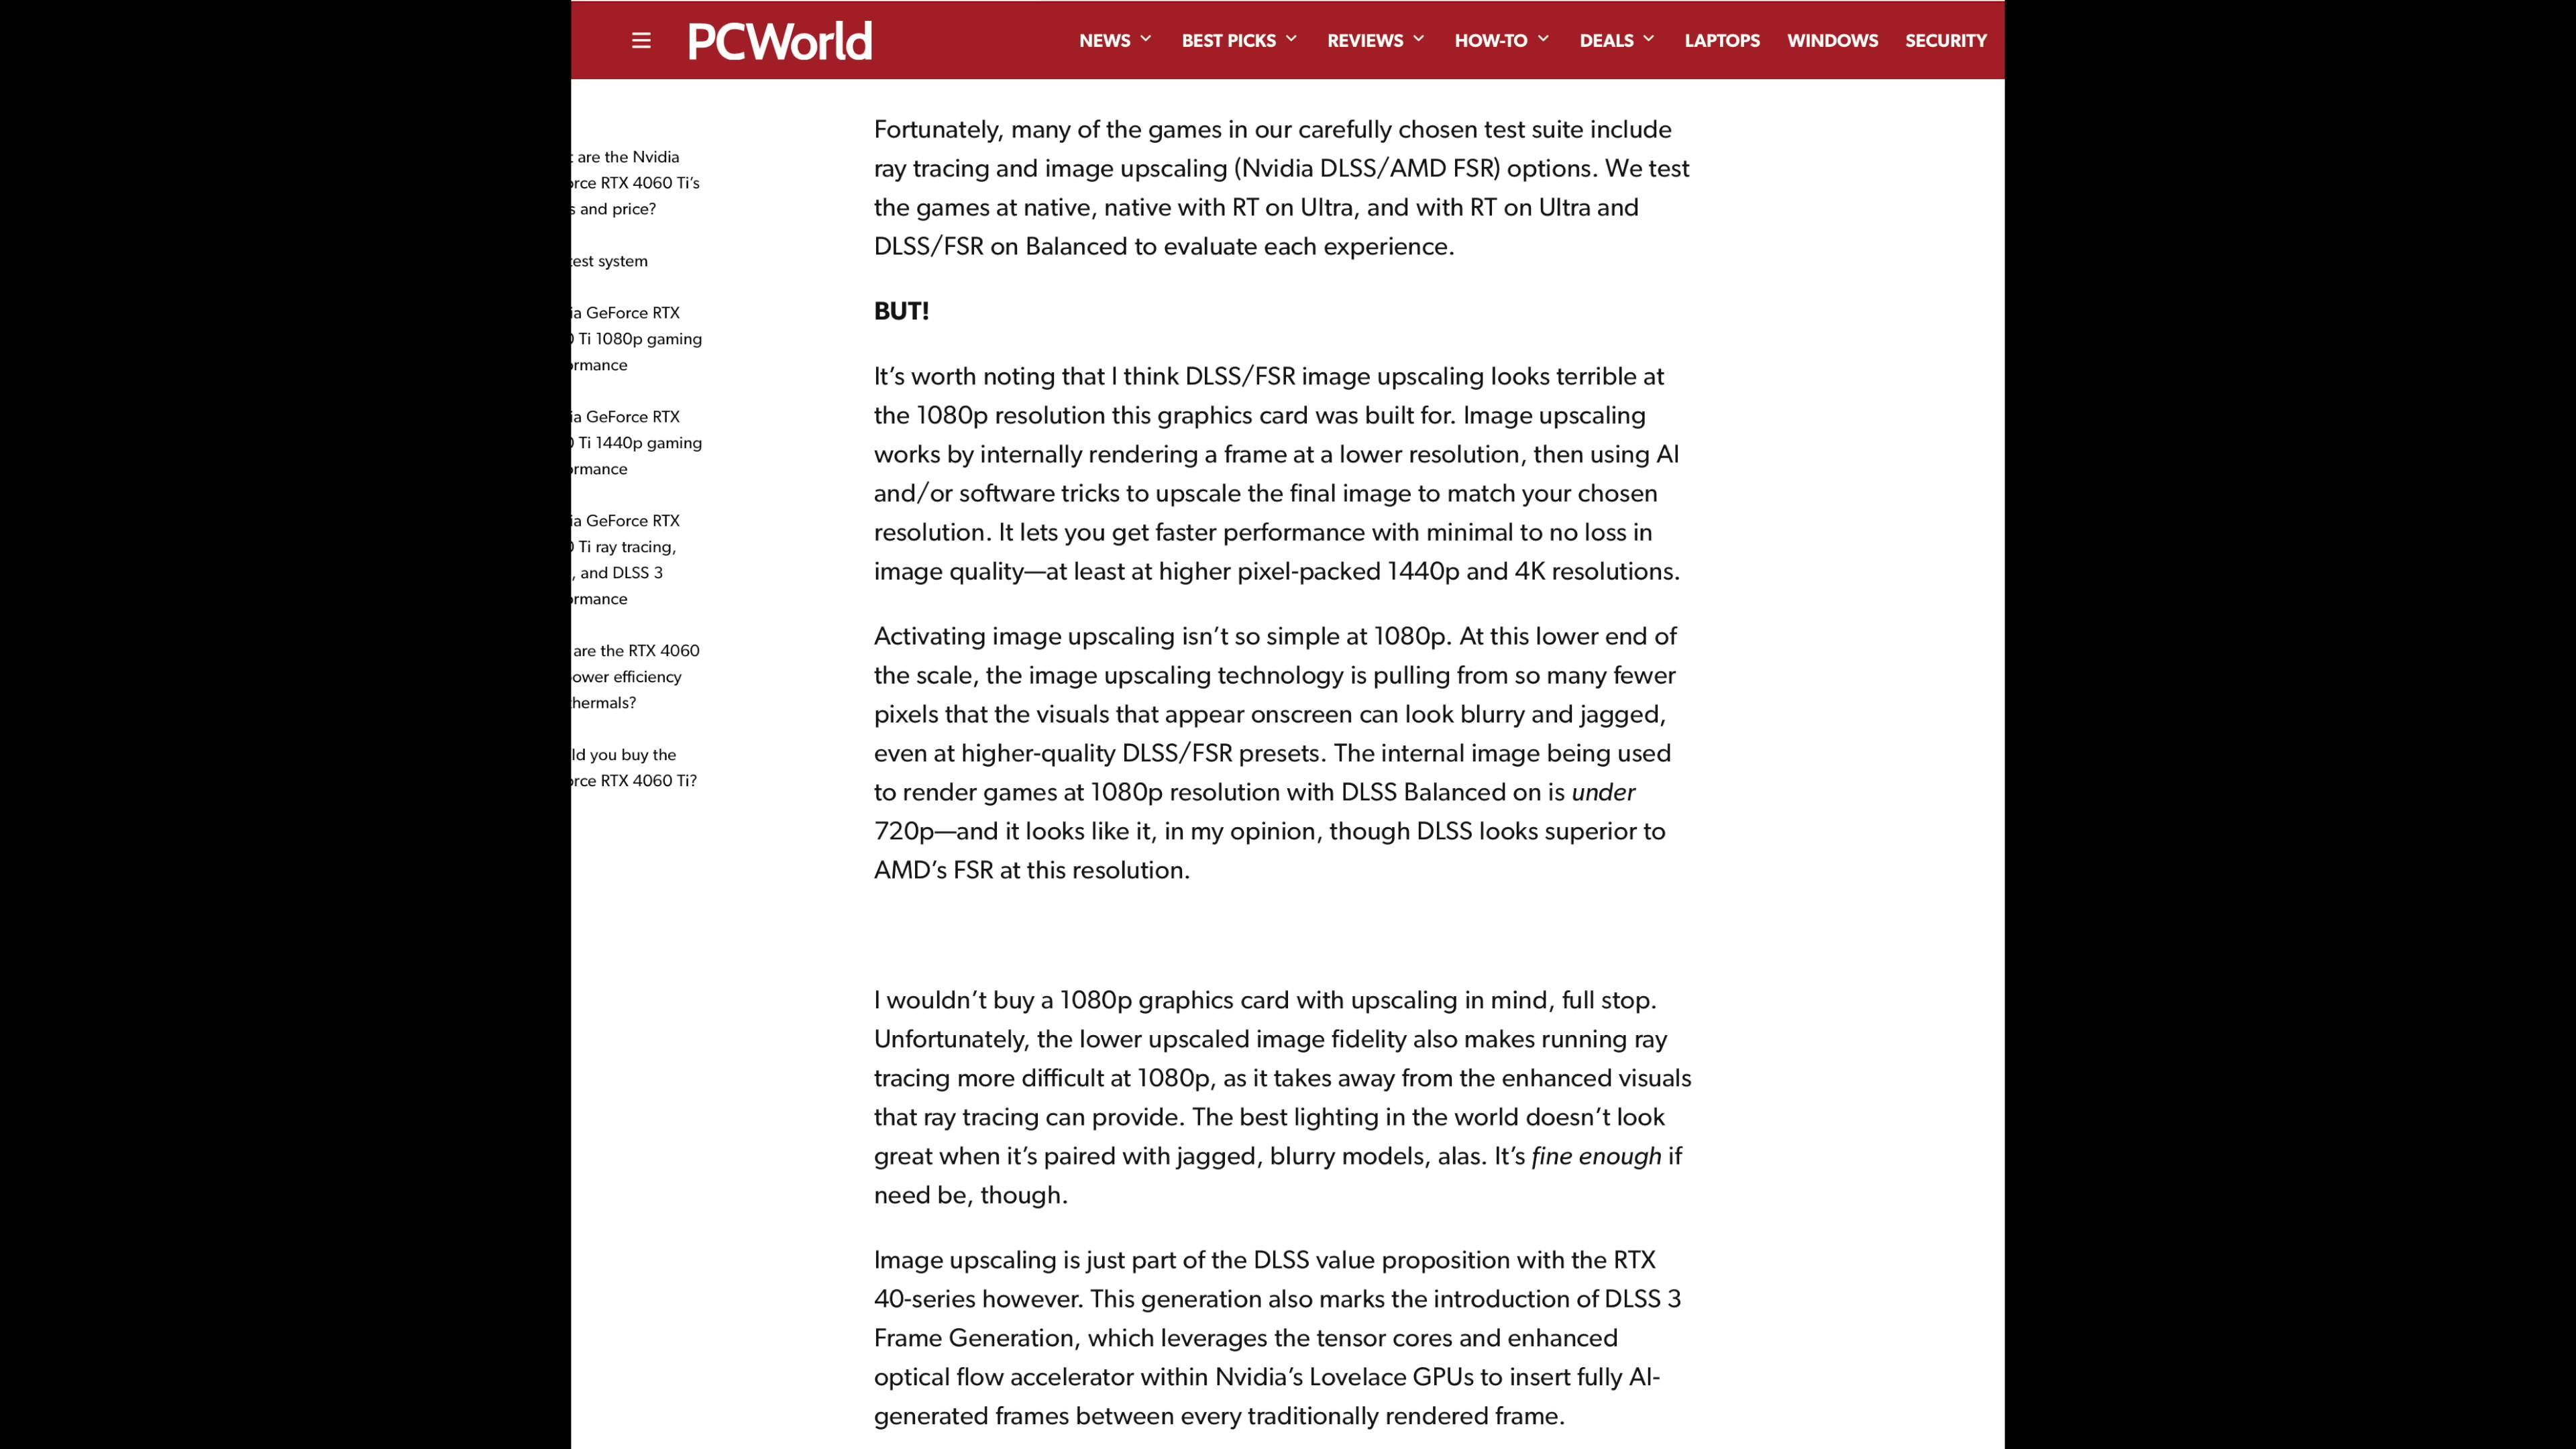 PCWorld
NEWS
BEST PICKS
REVIEWS
HOW-TO
DEALS
LAPTOPS
WINDOWS
SECURITY
are the Nvidia
RTX 4060 Ti's
and price?
test system
GeForce RTX
Ti 1080p gaming
GeForce RTX
Ti 1440p gaming
GeForce RTX
Ti ray tracing,
, and DLSS 3
are the RTX 4060
efficiency
you buy the
RTX 4060 Ti?
Fortunately, many of the games in our carefully chosen test suite include
ray tracing and image upscaling (Nvidia DLSS/AMD FSR) options. We test
the games at native, native with RT on Ultra, and with RT on Ultra and
DLSS/FSR on Balanced to evaluate each experience.
BUT!
It's worth noting that I think DLSS/FSR image upscaling looks terrible at
the 1080p resolution this graphics card was built for. Image upscaling
works by internally rendering a frame at a lower resolution, then using AI
and/or software tricks to upscale the final image to match your chosen
resolution. It lets you get faster performance with minimal to no loss in
image quality—at least at higher pixel-packed 1440p and 4K resolutions.
Activating image upscaling isn't so simple at 1080p. At this lower end of
the scale, the image upscaling technology is pulling from so many fewer
pixels that the visuals that appear onscreen can look blurry and jagged,
even at higher-quality DLSS/FSR presets. The internal image being used
to render games at 1080p resolution with DLSS Balanced on is under
720p—and it looks like it, in my opinion, though DLSS looks superior to
AMD's FSR at this resolution.
I wouldn't buy a 1080p graphics card with upscaling in mind, full stop.
Unfortunately, the lower upscaled image fidelity also makes running ray
tracing more difficult at 1080p, as it takes away from the enhanced visuals
that ray tracing can provide. The best lighting in the world doesn't look
great when it's paired with jagged, blurry models, alas. It's fine enough if
need be, though.
Image upscaling is just part of the DLSS value proposition with the RTX
40-series however. This generation also marks the introduction of DLSS 3
Frame Generation, which leverages the tensor cores and enhanced
optical flow accelerator within Nvidia's Lovelace GPUs to insert fully AI-
generated frames between every traditionally rendered frame.